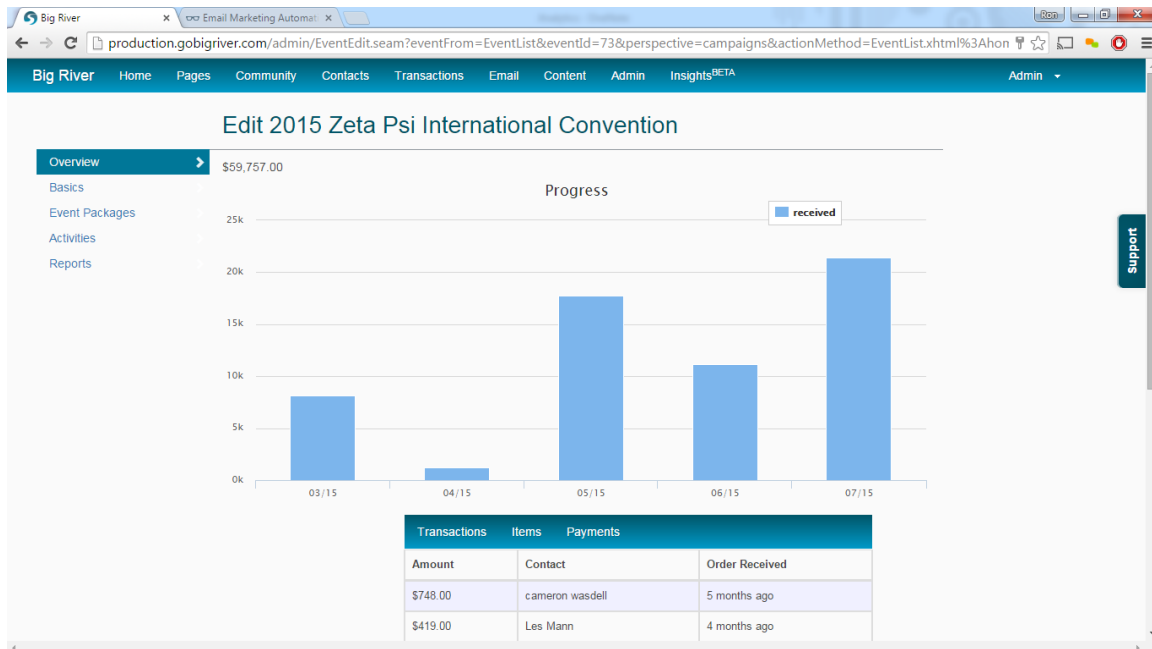 Big River
Email Marketing Automati
Ron
production.gobigriver.com/admin/EventEdit.seam?eventFrom=EventList&eventId=73&perspective=campaigns&actionMethod=EventList.xhtml%3Ahon
Big River Home Pages Community Contacts Transactions Email Content Admin InsightsBETA Admin
Edit 2015 Zeta Psi International Convention
Overview
Basics
Event Packages
Activities
Reports
$59,757.00
Progress
received
25k
20k
15k
10k
5k
0k
03/15 04/15 05/15 06/15 07/15
Support
Transactions Items Payments
Amount Contact Order Received
$748.00 cameron wasdell 5 months ago
$419.00 Les Mann 4 months ago